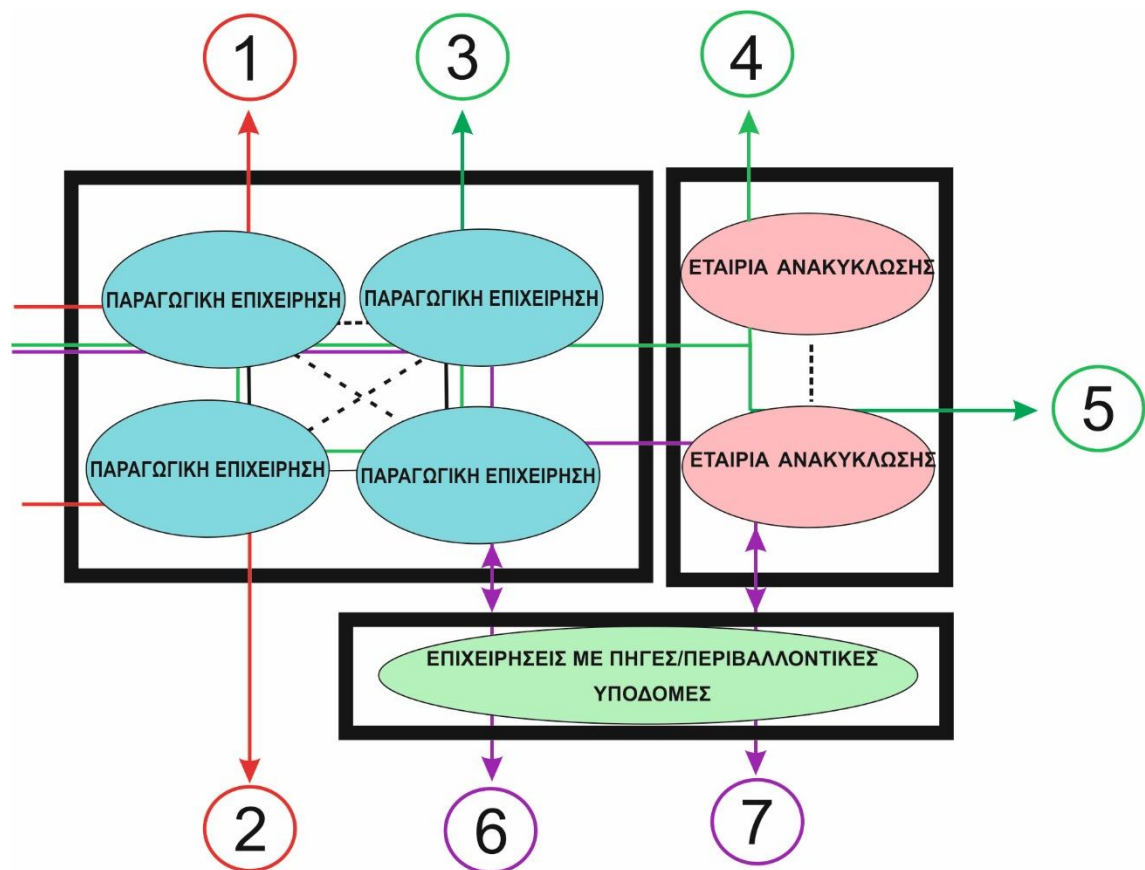 1
3
4
ΠΑΡΑΓΩΓΙΚΗ ΕΠΙΧΕΙΡΗΣΗ
ΠΑΡΑΓΩΓΙΚΗ ΕΠΙΧΕΙΡΗΣΗ
ΕΤΑΙΡΙΑ ΑΝΑΚΥΚΛΩΣΗΣ
5
ΠΑΡΑΓΩΓΙΚΗ ΕΠΙΧΕΙΡΗΣΗ
ΠΑΡΑΓΩΓΙΚΗ ΕΠΙΧΕΙΡΗΣΗ
ΕΤΑΙΡΙΑ ΑΝΑΚΥΚΛΩΣΗΣ
ΕΠΙΧΕΙΡΗΣΕΙΣ ΜΕ ΠΗΓΕΣ/ΠΕΡΙΒΑΛΛΟΝΤΙΚΕΣ
ΥΠΟΔΟΜΕΣ
2
6
7